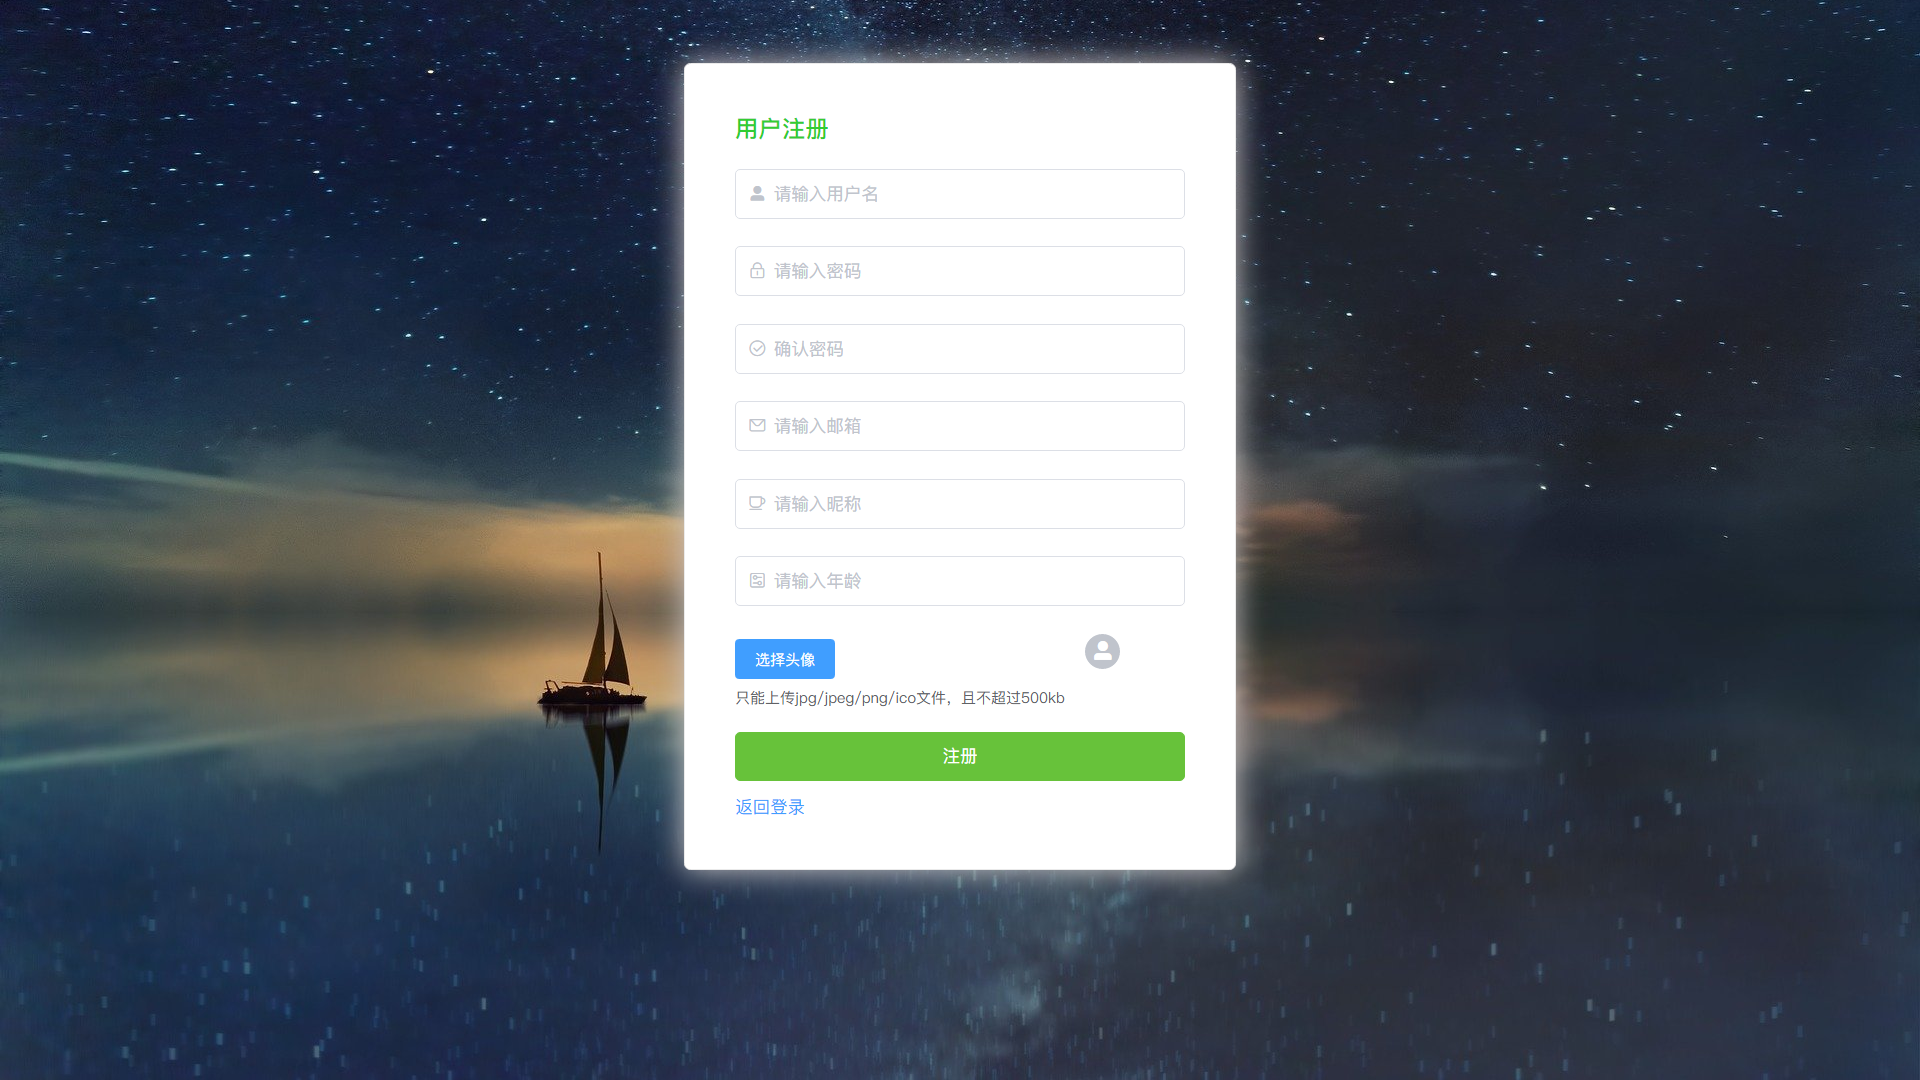 用户注册
请输入用户名
请输入密码
确认密码
请输入邮箱
请输入昵称
请输入年龄
选择头像
只能上传jpg/jpeg/png/ico文件，且不超过500kb
注册
返回登录